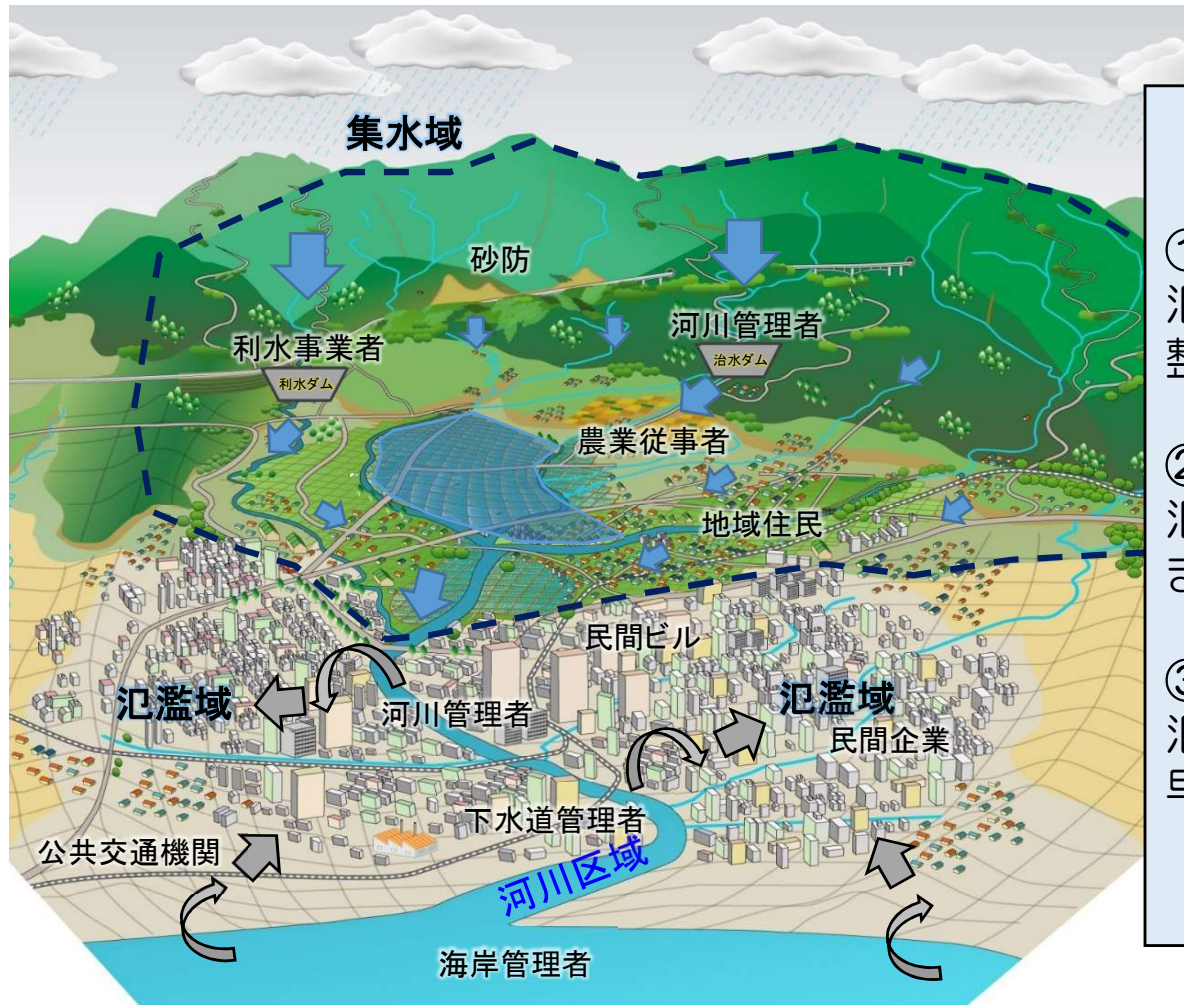 集水域
砂防
河川管理者
利水事業者
治水ダム
利水ダム
農業従事者
地域住民
民間ビル
氾濫域
氾濫域
河川管理者
民間企業
下水道管理者
公共交通機関
河川区域
海岸管理者
①
②
③